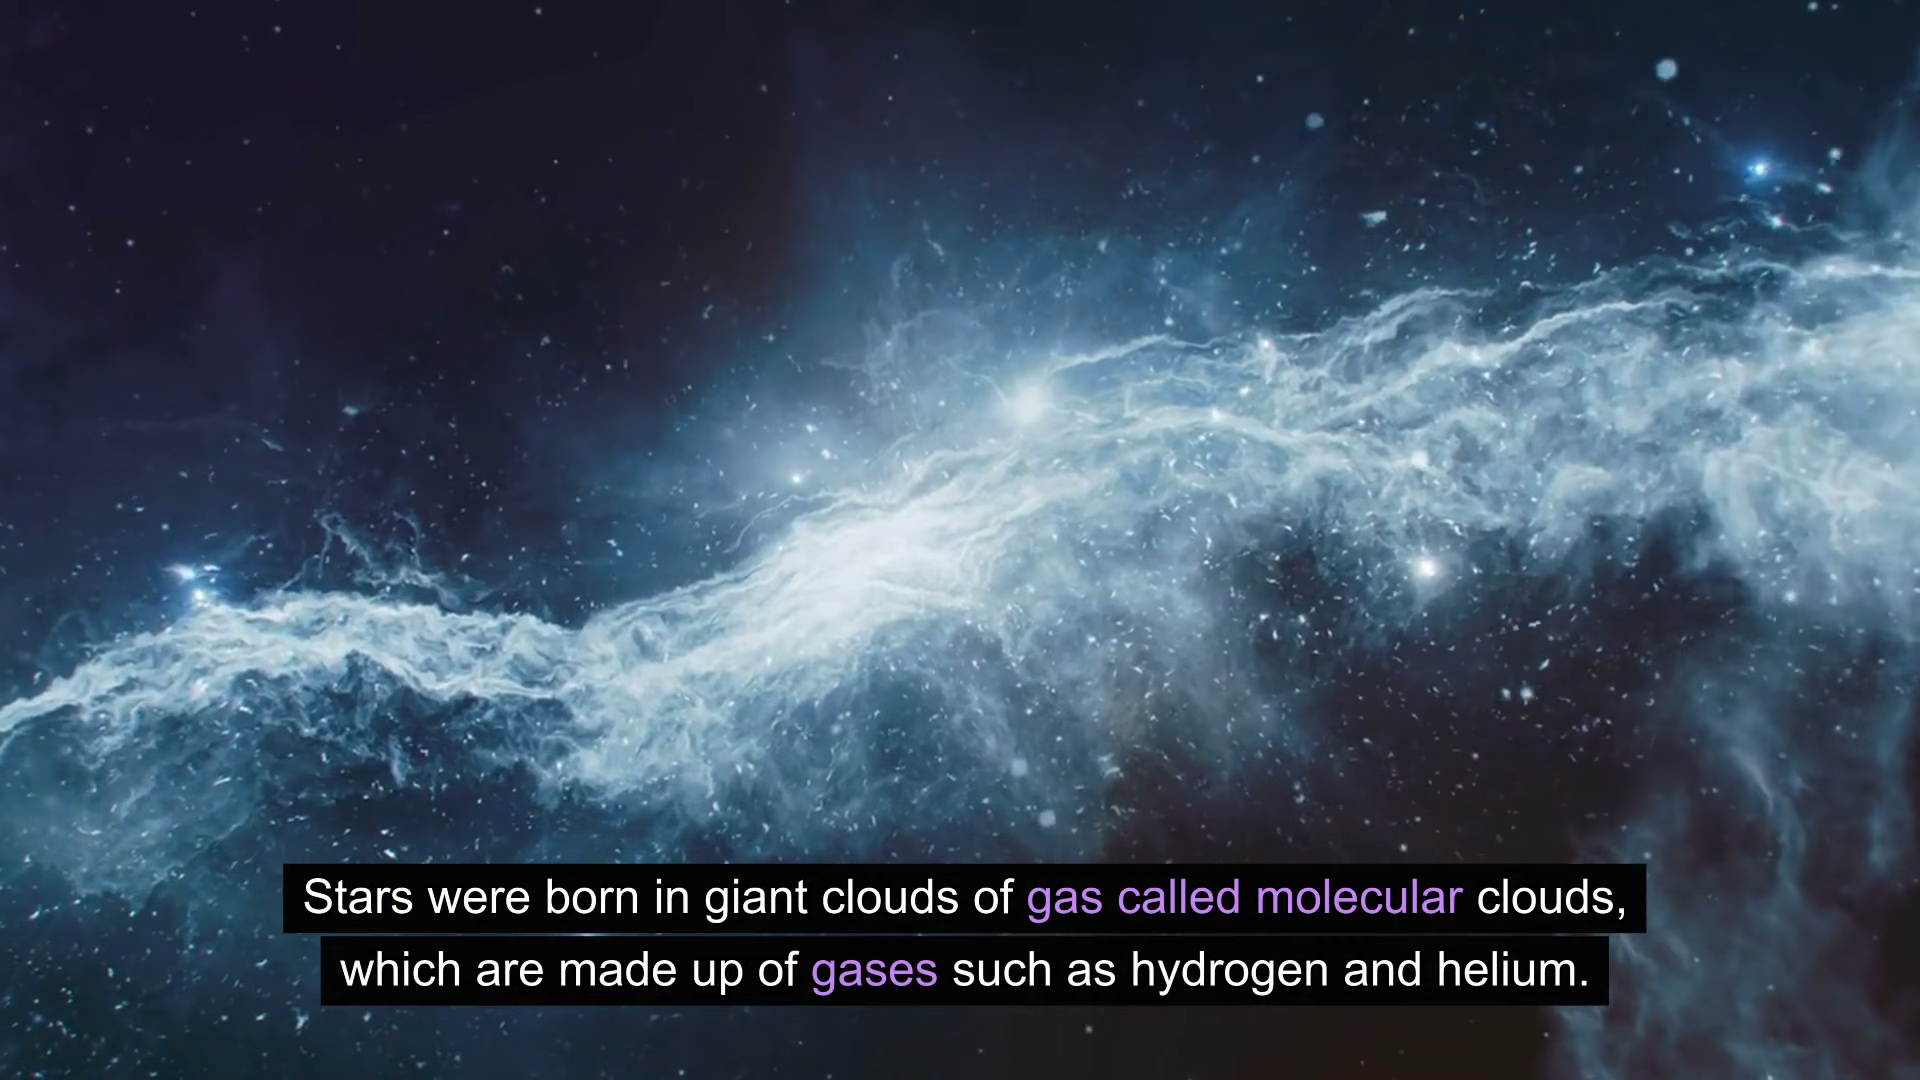 Stars were born in giant clouds of gas called molecular clouds,
which are made up of gases such as hydrogen and helium.